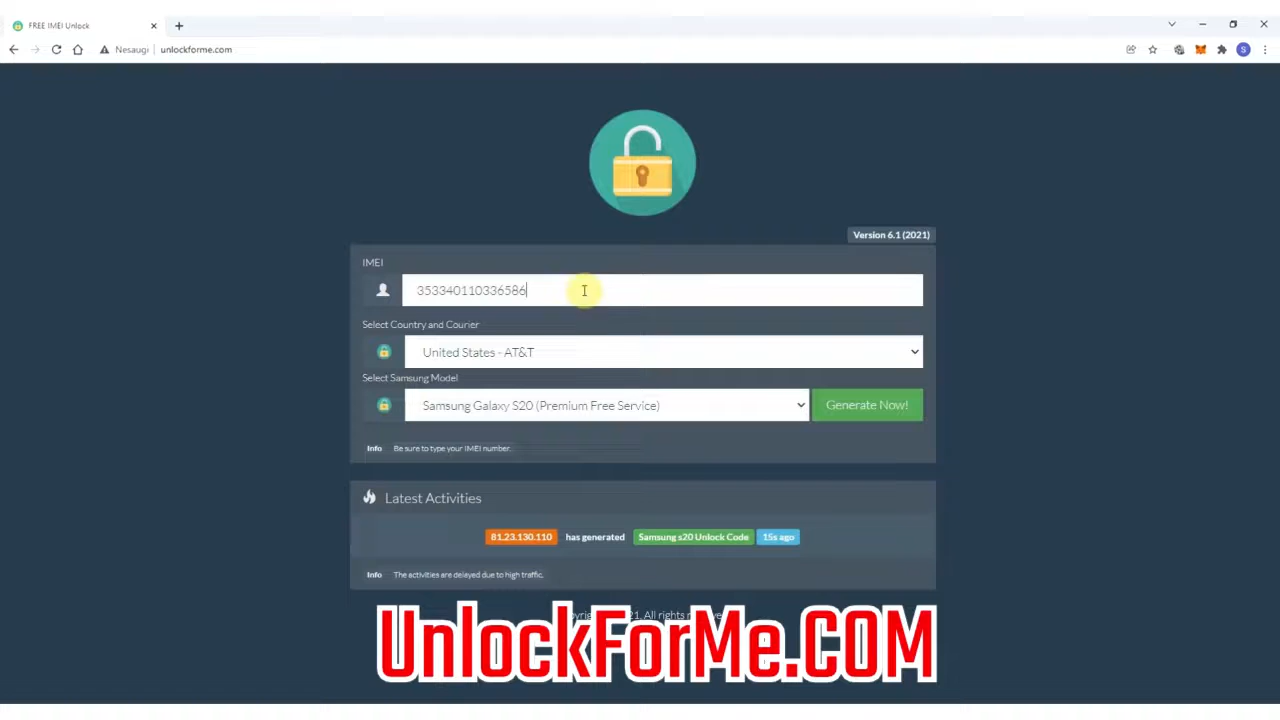 FREE IMEI Unlock
Nesaugi unlockforme.com
S
Version 6.1 (2021)
IMEI
353340110336586
Select Country and Courier
United States - AT&T
Select Samsung Model
Samsung Galaxy S20 (Premium Free Service)
Generate Now!
Info Be sure to type your IMEI number.
Latest Activities
81.23.130.110 has generated Samsung s20 Unlock Code 15s ago
Info The activities are delayed due to high traffic.
21. All rights
UnlockForMe.COM